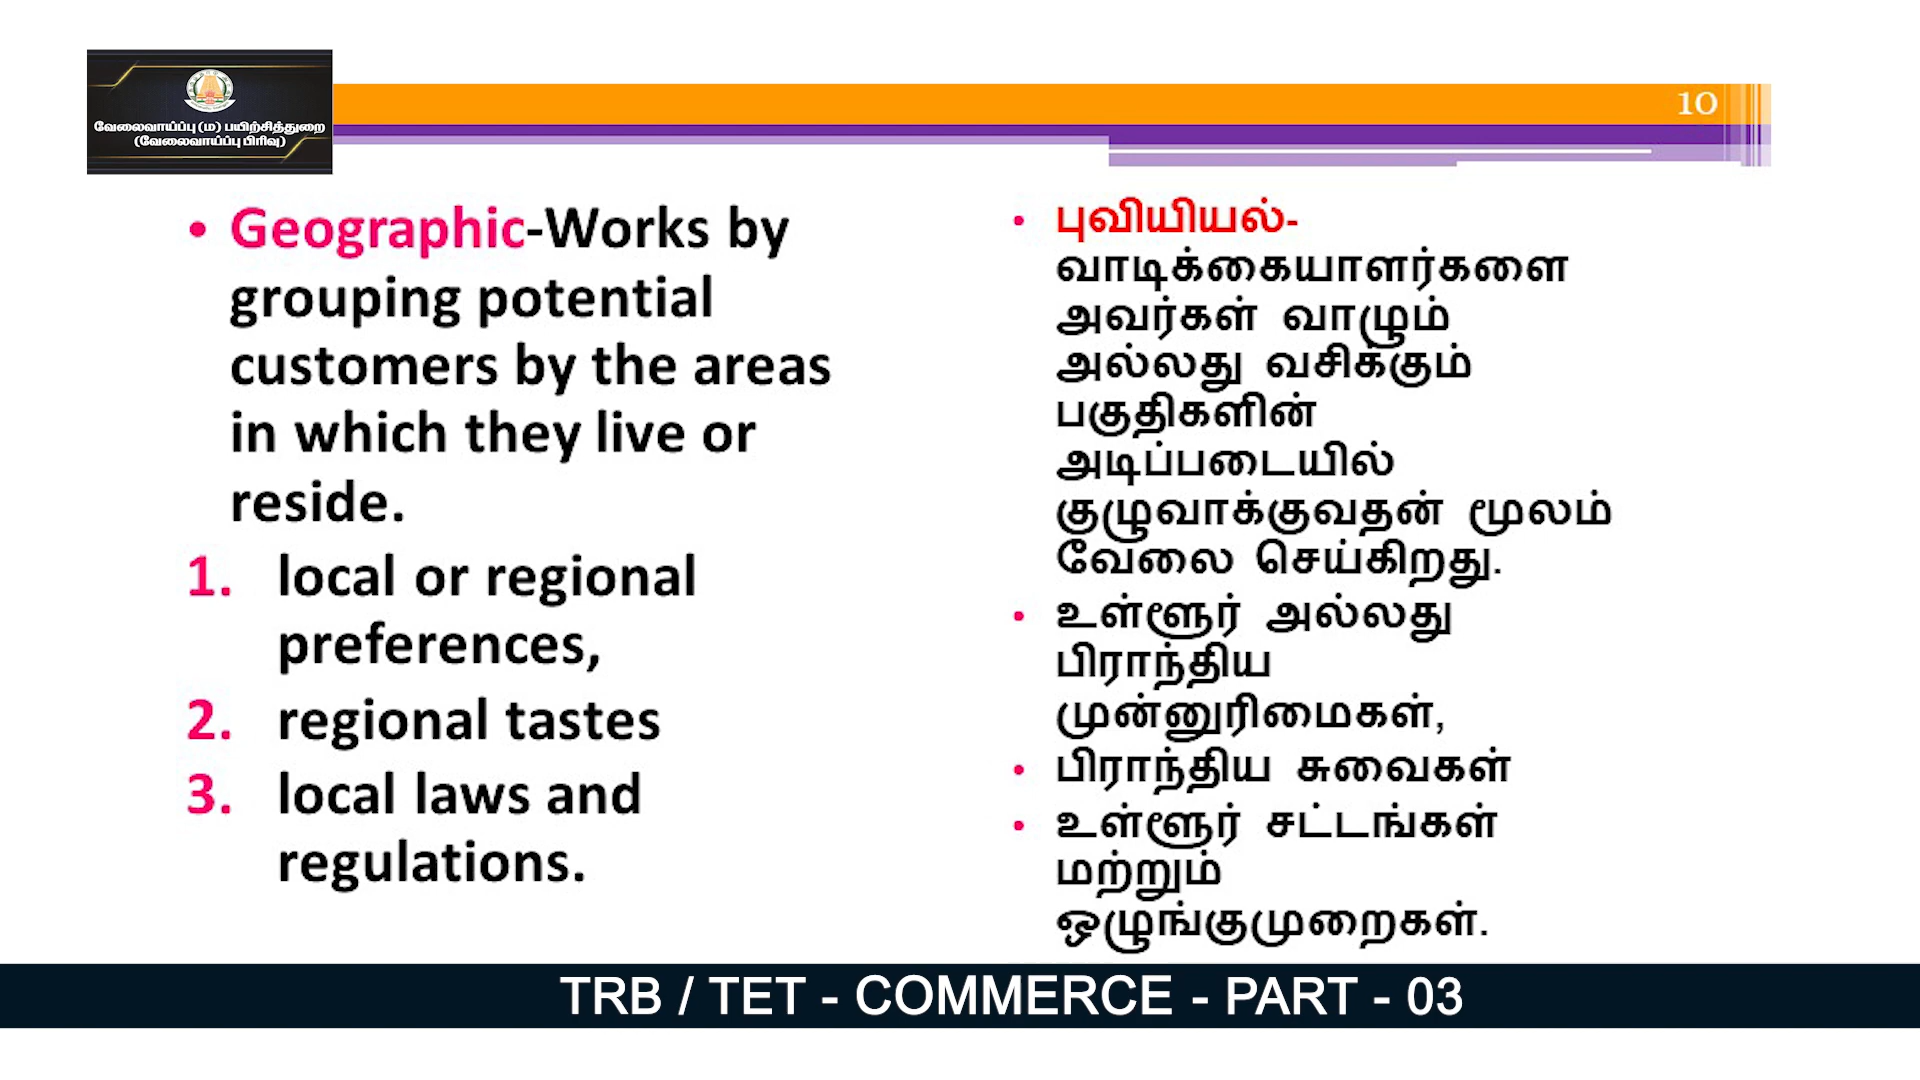 வேலைவாய்ப்பு (ம) பயிற்சித்துறை
(வேலைவாய்ப்பு பிரிவு)
10
• Geographic-Works by
grouping potential
customers by the areas
in which they live or
reside.
1. local or regional
preferences,
2. regional tastes
3. local laws and
regulations.
• புவியியல்-
வாடிக்கையாளர்களை
அவர்கள் வாழும்
அல்லது வசிக்கும்
பகுதிகளின்
அடிப்படையில்
குழுவாக்குவதன் மூலம்
வேலை செய்கிறது.
• உள்ளூர் அல்லது
பிராந்திய
முன்னுரிமைகள்,
• பிராந்திய சுவைகள்
• உள்ளூர் சட்டங்கள்
மற்றும்
ஒழுங்குமுறைகள்.
TRB / TET - COMMERCE - PART - 03